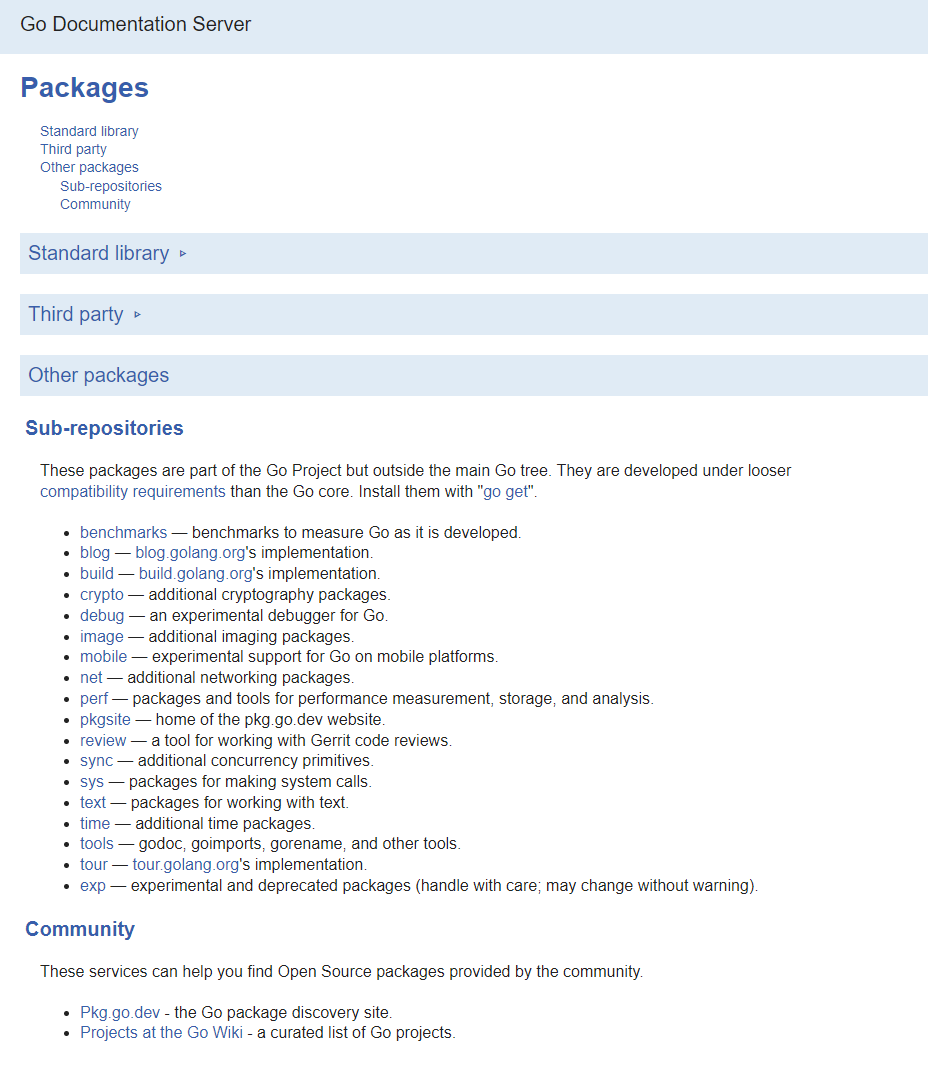 Go Documentation Server
Packages
Standard library
Third party
Other packages
Sub-repositories
Community
Standard library ▹
Third party ▹
Other packages
Sub-repositories
These packages are part of the Go Project but outside the main Go tree. They are developed under looser
compatibility requirements than the Go core. Install them with "go get".
• benchmarks — benchmarks to measure Go as it is developed.
• blog — blog.golang.org's implementation.
• build — build.golang.org's implementation.
• crypto — additional cryptography packages.
• debug — an experimental debugger for Go.
• image — additional imaging packages.
• mobile — experimental support for Go on mobile platforms.
• net — additional networking packages.
• perf — packages and tools for performance measurement, storage, and analysis.
• pkgsite — home of the pkg.go.dev website.
• review — a tool for working with Gerrit code reviews.
• sync — additional concurrency primitives.
• sys — packages for making system calls.
• text — packages for working with text.
• time — additional time packages.
• tools — godoc, goimports, gorename, and other tools.
• tour — tour.golang.org's implementation.
• exp — experimental and deprecated packages (handle with care; may change without warning).
Community
These services can help you find Open Source packages provided by the community.
• Pkg.go.dev - the Go package discovery site.
• Projects at the Go Wiki - a curated list of Go projects.